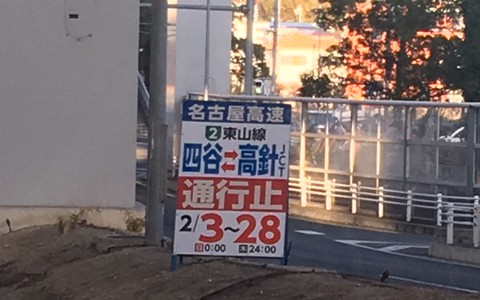 名古屋高速
2 東山線
四谷⇄高針JCT
通行止
2/3~28
日0:00 木24:00